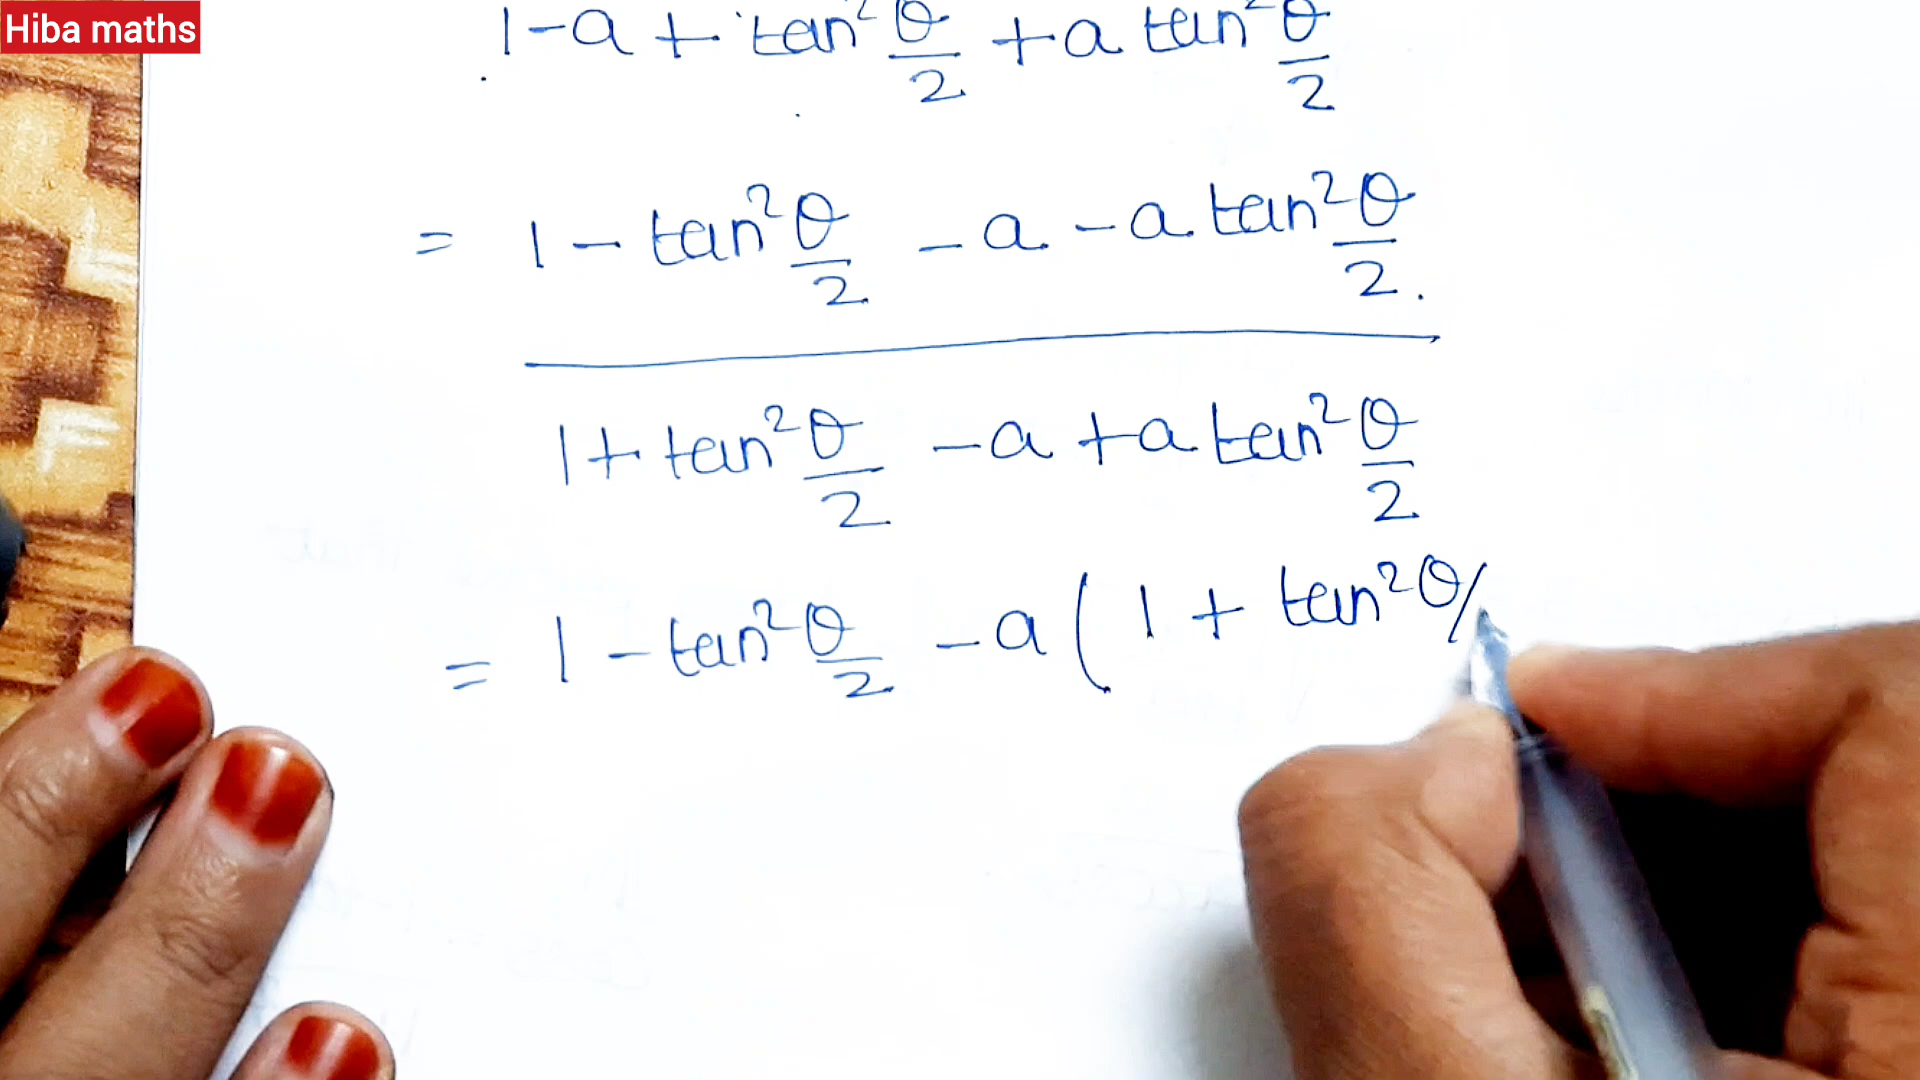 Hiba maths
1 - a + tan² θ/2 + a tan² θ/2
= 1 - tan² θ/2 - a - a tan² θ/2
1 + tan² θ/2 - a + a tan² θ/2
= 1 - tan² θ/2 - a ( 1 + tan² θ/